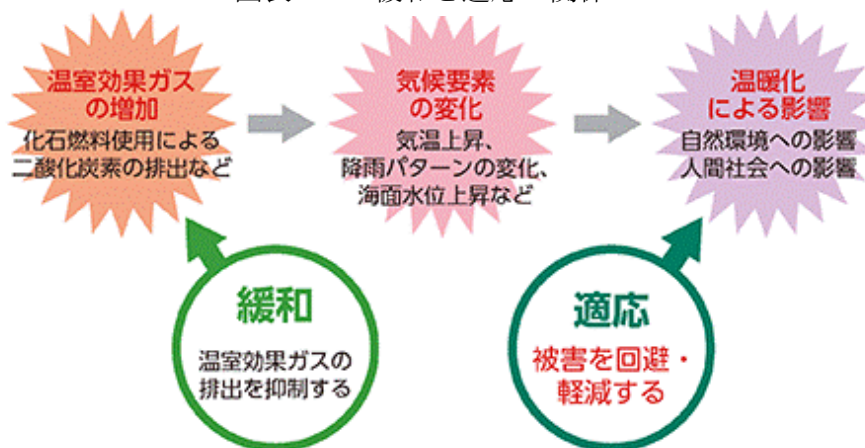 温室効果ガス
の増加
化石燃料使用による
二酸化炭素の排出など
気候要素
の変化
気温上昇、
降雨パターンの変化、
海面水位上昇など
温暖化
による影響
自然環境への影響
人間社会への影響
緩和
温室効果ガスの
排出を抑制する
適応
被害を回避・
軽減する